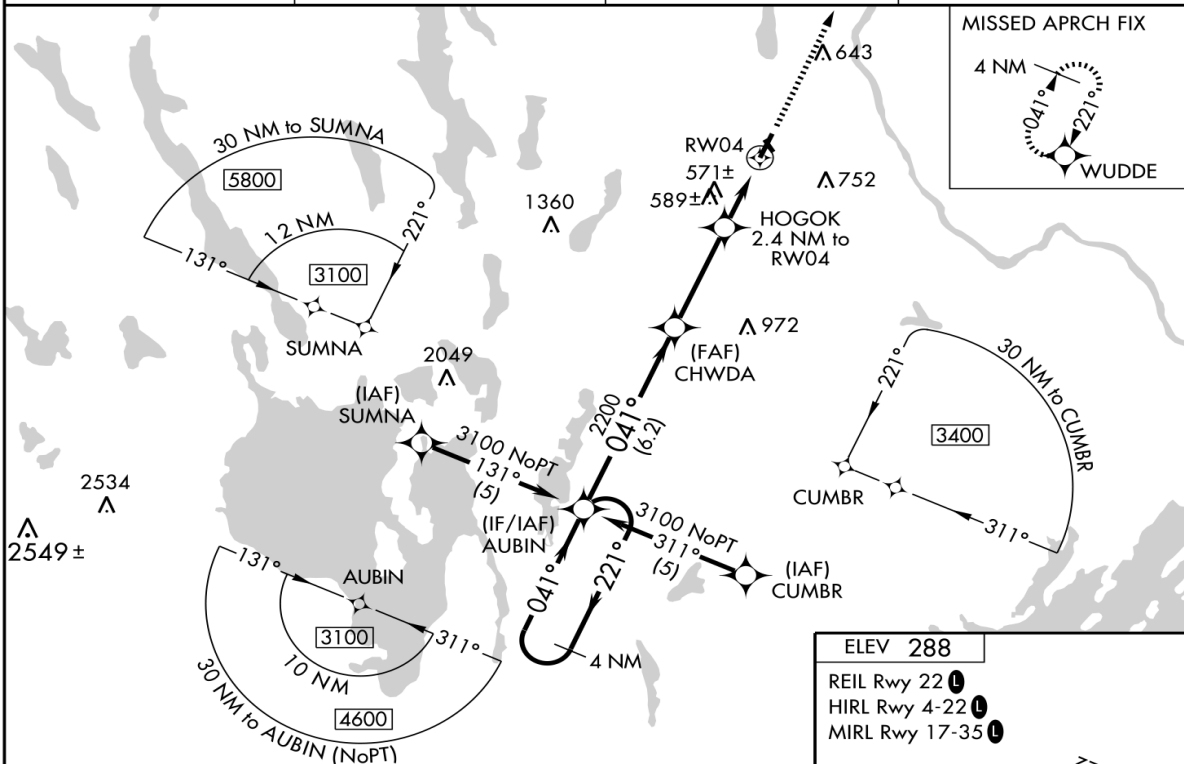 MISSED APRCH FIX
4 NM
041°
221°
WUDDE
643
RW04
571±
589±
752
HOGOK
2.4 NM to
RW04
1360
30 NM to SUMNA
5800
12 NM
221°
131°
3100
SUMNA
972
(FAF)
CHWDA
2049
(IAF)
SUMNA
3100 NoPT
131°
(5)
2200
041°
(6.2)
30 NM to CUMBR
221°
3400
CUMBR
311°
2534
2549±
(IF/IAF)
AUBIN
3100 NoPT
311°
(5)
(IAF)
CUMBR
041°
221°
4 NM
131°
AUBIN
3100
311°
10 NM
4600
30 NM to AUBIN (NoPT)
ELEV 288
REIL Rwy 22 L
HIRL Rwy 4-22 L
MIRL Rwy 17-35 L